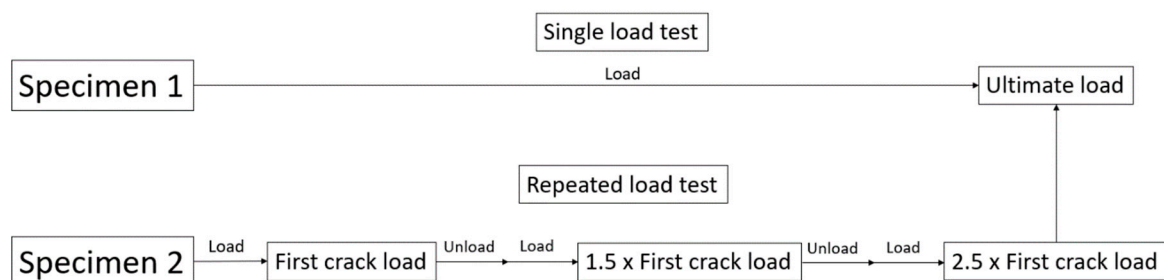 Single load test
Specimen 1
Load
Ultimate load
Repeated load test
Specimen 2
Load
First crack load
Unload
Load
1.5 x First crack load
Unload
Load
2.5 x First crack load